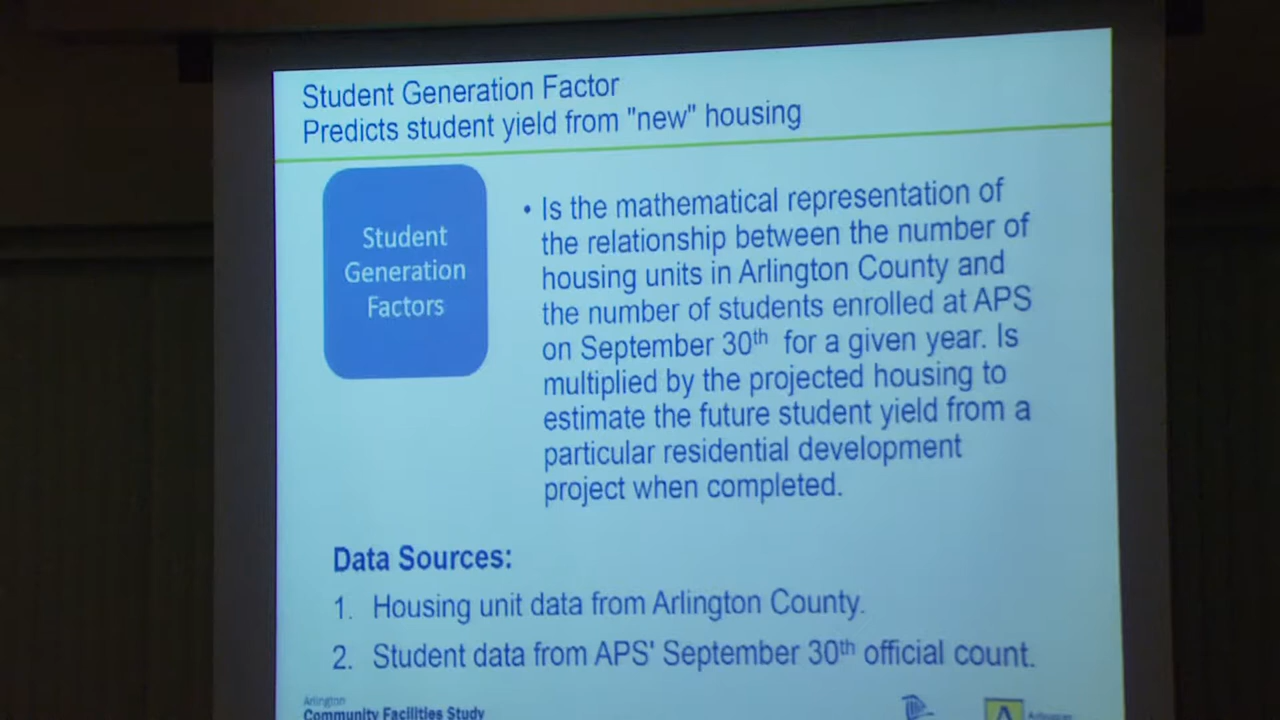 Student Generation Factor
Predicts student yield from "new" housing
Student
Generation
Factors
• Is the mathematical representation of
the relationship between the number of
housing units in Arlington County and
the number of students enrolled at APS
on September 30th for a given year. Is
multiplied by the projected housing to
estimate the future student yield from a
particular residential development
project when completed.
Data Sources:
1. Housing unit data from Arlington County.
2. Student data from APS' September 30th official count.
Arlington
Community Facilities Study